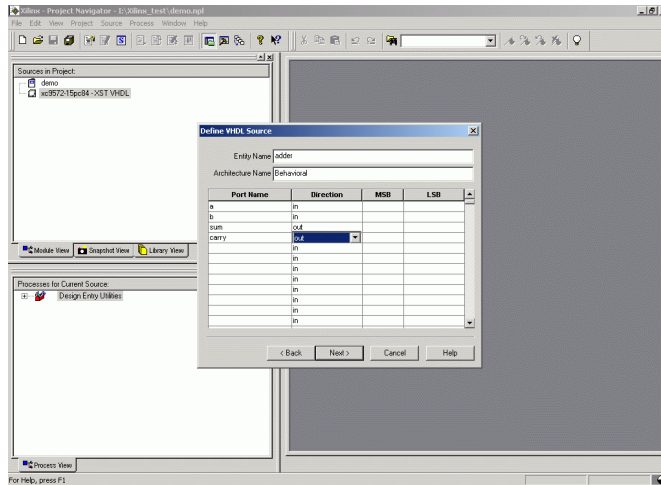 Xilinx - Project Navigator - I:\Xilinx_test\demo.npl
File Edit View Project Source Process Window Help
Sources in Project:
demo
xc9572-15pc84 - XST VHDL
Module View Snapshot View Library View
Processes for Current Source:
Design Entry Utilities
Process View
For Help, press F1
Define VHDL Source
Entity Name adder
Architecture Name Behavioral
Port Name Direction MSB LSB
a in
b in
sum out
carry out
in
in
in
in
in
in
in
in
< Back Next > Cancel Help